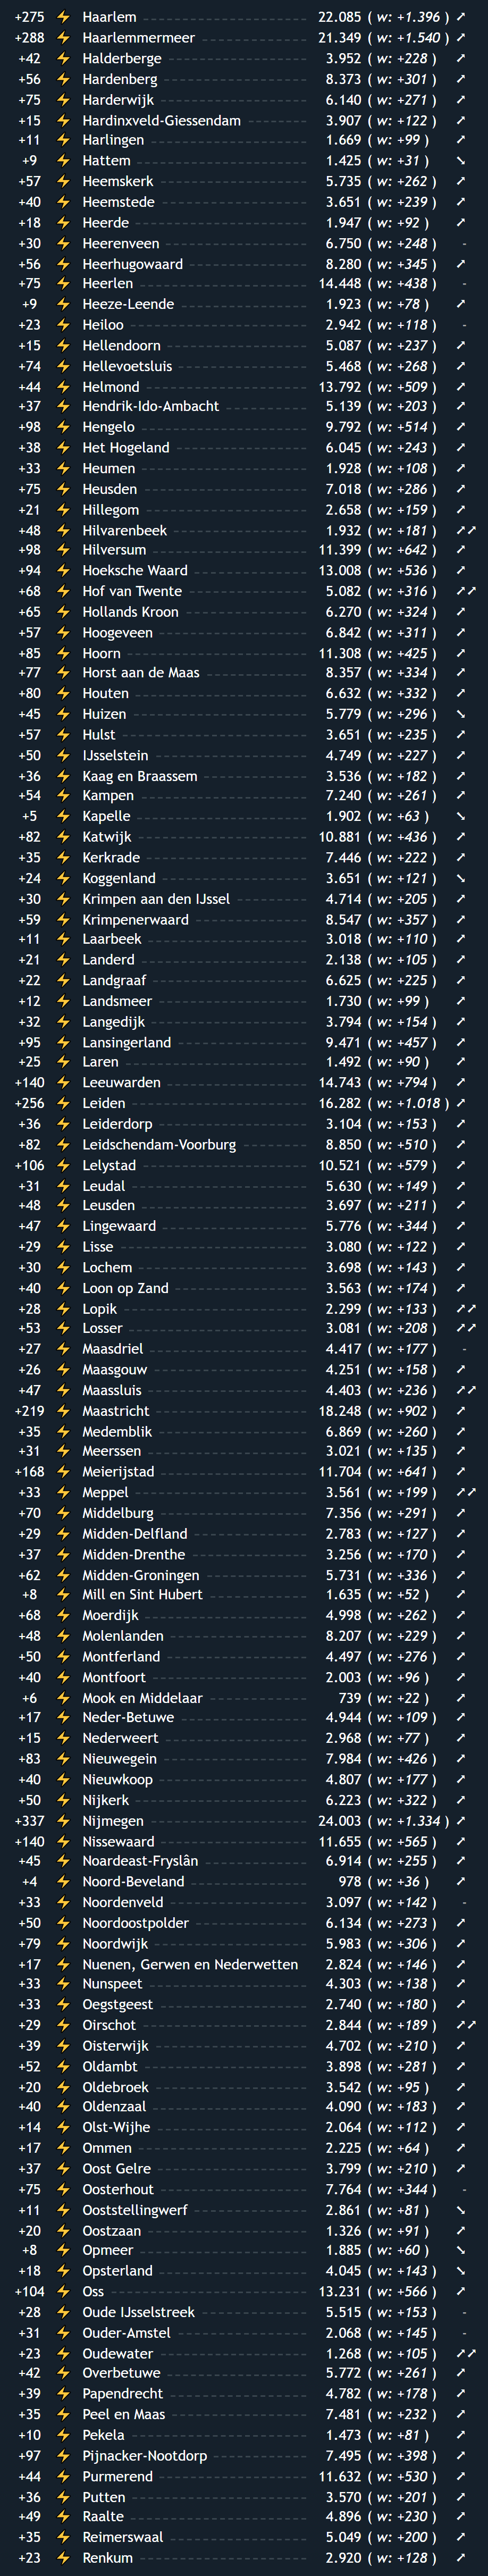 +275 ⚡ Haarlem 22.085 ( w: +1.396 ) ➚
+288 ⚡ Haarlemmermeer 21.349 ( w: +1.540 ) ➚
+42 ⚡ Halderberge 3.952 ( w: +228 ) ➚
+56 ⚡ Hardenberg 8.373 ( w: +301 ) ➚
+75 ⚡ Harderwijk 6.140 ( w: +271 ) ➚
+15 ⚡ Hardinxveld-Giessendam 3.907 ( w: +122 ) ➚
+11 ⚡ Harlingen 1.669 ( w: +99 ) ➚
+9 ⚡ Hattem 1.425 ( w: +31 ) ➘
+57 ⚡ Heemskerk 5.735 ( w: +262 ) ➚
+40 ⚡ Heemstede 3.651 ( w: +239 ) ➚
+18 ⚡ Heerde 1.947 ( w: +92 ) ➚
+30 ⚡ Heerenveen 6.750 ( w: +248 ) -
+56 ⚡ Heerhugowaard 8.280 ( w: +345 ) ➚
+75 ⚡ Heerlen 14.448 ( w: +438 ) -
+9 ⚡ Heeze-Leende 1.923 ( w: +78 ) ➚
+23 ⚡ Heiloo 2.942 ( w: +118 ) -
+15 ⚡ Hellendoorn 5.087 ( w: +237 ) ➚
+74 ⚡ Hellevoetsluis 5.468 ( w: +268 ) ➚
+44 ⚡ Helmond 13.792 ( w: +509 ) ➚
+37 ⚡ Hendrik-Ido-Ambacht 5.139 ( w: +203 ) ➚
+98 ⚡ Hengelo 9.792 ( w: +514 ) ➚
+38 ⚡ Het Hogeland 6.045 ( w: +243 ) ➚
+33 ⚡ Heumen 1.928 ( w: +108 ) ➚
+75 ⚡ Heusden 7.018 ( w: +286 ) ➚
+21 ⚡ Hillegom 2.658 ( w: +159 ) ➚
+48 ⚡ Hilvarenbeek 1.932 ( w: +181 ) ➚➚
+98 ⚡ Hilversum 11.399 ( w: +642 ) ➚
+94 ⚡ Hoeksche Waard 13.008 ( w: +536 ) ➚
+68 ⚡ Hof van Twente 5.082 ( w: +316 ) ➚➚
+65 ⚡ Hollands Kroon 6.270 ( w: +324 ) ➚
+57 ⚡ Hoogeveen 6.842 ( w: +311 ) ➚
+85 ⚡ Hoorn 11.308 ( w: +425 ) ➚
+77 ⚡ Horst aan de Maas 8.357 ( w: +334 ) ➚
+80 ⚡ Houten 6.632 ( w: +332 ) ➚
+45 ⚡ Huizen 5.779 ( w: +296 ) ➘
+57 ⚡ Hulst 3.651 ( w: +235 ) ➚
+50 ⚡ IJsselstein 4.749 ( w: +227 ) ➚
+36 ⚡ Kaag en Braassem 3.536 ( w: +182 ) ➚
+54 ⚡ Kampen 7.240 ( w: +261 ) ➚
+5 ⚡ Kapelle 1.902 ( w: +63 ) ➘
+82 ⚡ Katwijk 10.881 ( w: +436 ) ➚
+35 ⚡ Kerkrade 7.446 ( w: +222 ) ➚
+24 ⚡ Koggenland 3.651 ( w: +121 ) ➘
+30 ⚡ Krimpen aan den IJssel 4.714 ( w: +205 ) ➚
+59 ⚡ Krimpenerwaard 8.547 ( w: +357 ) ➚
+11 ⚡ Laarbeek 3.018 ( w: +110 ) ➚
+21 ⚡ Landerd 2.138 ( w: +105 ) ➚
+22 ⚡ Landgraaf 6.625 ( w: +225 ) ➚
+12 ⚡ Landsmeer 1.730 ( w: +99 ) ➚
+32 ⚡ Langedijk 3.794 ( w: +154 ) ➚
+95 ⚡ Lansingerland 9.471 ( w: +457 ) ➚
+25 ⚡ Laren 1.492 ( w: +90 ) ➚
+140 ⚡ Leeuwarden 14.743 ( w: +794 ) ➚
+256 ⚡ Leiden 16.282 ( w: +1.018 ) ➚
+36 ⚡ Leiderdorp 3.104 ( w: +153 ) ➚
+82 ⚡ Leidschendam-Voorburg 8.850 ( w: +510 ) ➚
+106 ⚡ Lelystad 10.521 ( w: +579 ) ➚
+31 ⚡ Leudal 5.630 ( w: +149 ) ➚
+48 ⚡ Leusden 3.697 ( w: +211 ) ➚
+47 ⚡ Lingewaard 5.776 ( w: +344 ) ➚
+29 ⚡ Lisse 3.080 ( w: +122 ) ➚
+30 ⚡ Lochem 3.698 ( w: +143 ) ➚
+40 ⚡ Loon op Zand 3.563 ( w: +174 ) ➚
+28 ⚡ Lopik 2.299 ( w: +133 ) ➚➚
+53 ⚡ Losser 3.081 ( w: +208 ) ➚➚
+27 ⚡ Maasdriel 4.417 ( w: +177 ) -
+26 ⚡ Maasgouw 4.251 ( w: +158 ) ➚
+47 ⚡ Maassluis 4.403 ( w: +236 ) ➚➚
+219 ⚡ Maastricht 18.248 ( w: +902 ) ➚
+35 ⚡ Medemblik 6.869 ( w: +260 ) ➚
+31 ⚡ Meerssen 3.021 ( w: +135 ) ➚
+168 ⚡ Meierijstad 11.704 ( w: +641 ) ➚
+33 ⚡ Meppel 3.561 ( w: +199 ) ➚➚
+70 ⚡ Middelburg 7.356 ( w: +291 ) ➚
+29 ⚡ Midden-Delfland 2.783 ( w: +127 ) ➚
+37 ⚡ Midden-Drenthe 3.256 ( w: +170 ) ➚
+62 ⚡ Midden-Groningen 5.731 ( w: +336 ) ➚
+8 ⚡ Mill en Sint Hubert 1.635 ( w: +52 ) ➚
+68 ⚡ Moerdijk 4.998 ( w: +262 ) ➚
+48 ⚡ Molenlanden 8.207 ( w: +229 ) ➚
+50 ⚡ Montferland 4.497 ( w: +276 ) ➚
+40 ⚡ Montfoort 2.003 ( w: +96 ) ➚
+6 ⚡ Mook en Middelaar 739 ( w: +22 ) ➚
+17 ⚡ Neder-Betuwe 4.944 ( w: +109 ) ➚
+15 ⚡ Nederweert 2.968 ( w: +77 ) ➚
+83 ⚡ Nieuwegein 7.984 ( w: +426 ) ➚
+40 ⚡ Nieuwkoop 4.807 ( w: +177 ) ➚
+50 ⚡ Nijkerk 6.223 ( w: +322 ) ➚
+337 ⚡ Nijmegen 24.003 ( w: +1.334 ) ➚
+140 ⚡ Nissewaard 11.655 ( w: +565 ) ➚
+45 ⚡ Noardeast-Fryslân 6.914 ( w: +255 ) ➚
+4 ⚡ Noord-Beveland 978 ( w: +36 ) ➚
+33 ⚡ Noordenveld 3.097 ( w: +142 ) -
+50 ⚡ Noordoostpolder 6.134 ( w: +273 ) ➚
+79 ⚡ Noordwijk 5.983 ( w: +306 ) ➚
+17 ⚡ Nuenen, Gerwen en Nederwetten 2.824 ( w: +146 ) ➚
+33 ⚡ Nunspeet 4.303 ( w: +138 ) ➚
+33 ⚡ Oegstgeest 2.740 ( w: +180 ) ➚
+29 ⚡ Oirschot 2.844 ( w: +189 ) ➚➚
+39 ⚡ Oisterwijk 4.702 ( w: +210 ) ➚
+52 ⚡ Oldambt 3.898 ( w: +281 ) ➚
+20 ⚡ Oldebroek 3.542 ( w: +95 ) ➚
+40 ⚡ Oldenzaal 4.090 ( w: +183 ) ➚
+14 ⚡ Olst-Wijhe 2.064 ( w: +112 ) ➚
+17 ⚡ Ommen 2.225 ( w: +64 ) ➚
+37 ⚡ Oost Gelre 3.799 ( w: +210 ) ➚
+75 ⚡ Oosterhout 7.764 ( w: +344 ) -
+11 ⚡ Ooststellingwerf 2.861 ( w: +81 ) ➘
+20 ⚡ Oostzaan 1.326 ( w: +91 ) ➚
+8 ⚡ Opmeer 1.885 ( w: +60 ) ➘
+18 ⚡ Opsterland 4.045 ( w: +143 ) ➘
+104 ⚡ Oss 13.231 ( w: +566 ) ➚
+28 ⚡ Oude IJsselstreek 5.515 ( w: +153 ) -
+31 ⚡ Ouder-Amstel 2.068 ( w: +145 ) -
+23 ⚡ Oudewater 1.268 ( w: +105 ) ➚➚
+42 ⚡ Overbetuwe 5.772 ( w: +261 ) ➚
+39 ⚡ Papendrecht 4.782 ( w: +178 ) ➚
+35 ⚡ Peel en Maas 7.481 ( w: +232 ) ➚
+10 ⚡ Pekela 1.473 ( w: +81 ) ➚
+97 ⚡ Pijnacker-Nootdorp 7.495 ( w: +398 ) ➚
+44 ⚡ Purmerend 11.632 ( w: +530 ) ➚
+36 ⚡ Putten 3.570 ( w: +201 ) ➚
+49 ⚡ Raalte 4.896 ( w: +230 ) ➚
+35 ⚡ Reimerswaal 5.049 ( w: +200 ) ➚
+23 ⚡ Renkum 2.920 ( w: +128 ) ➚